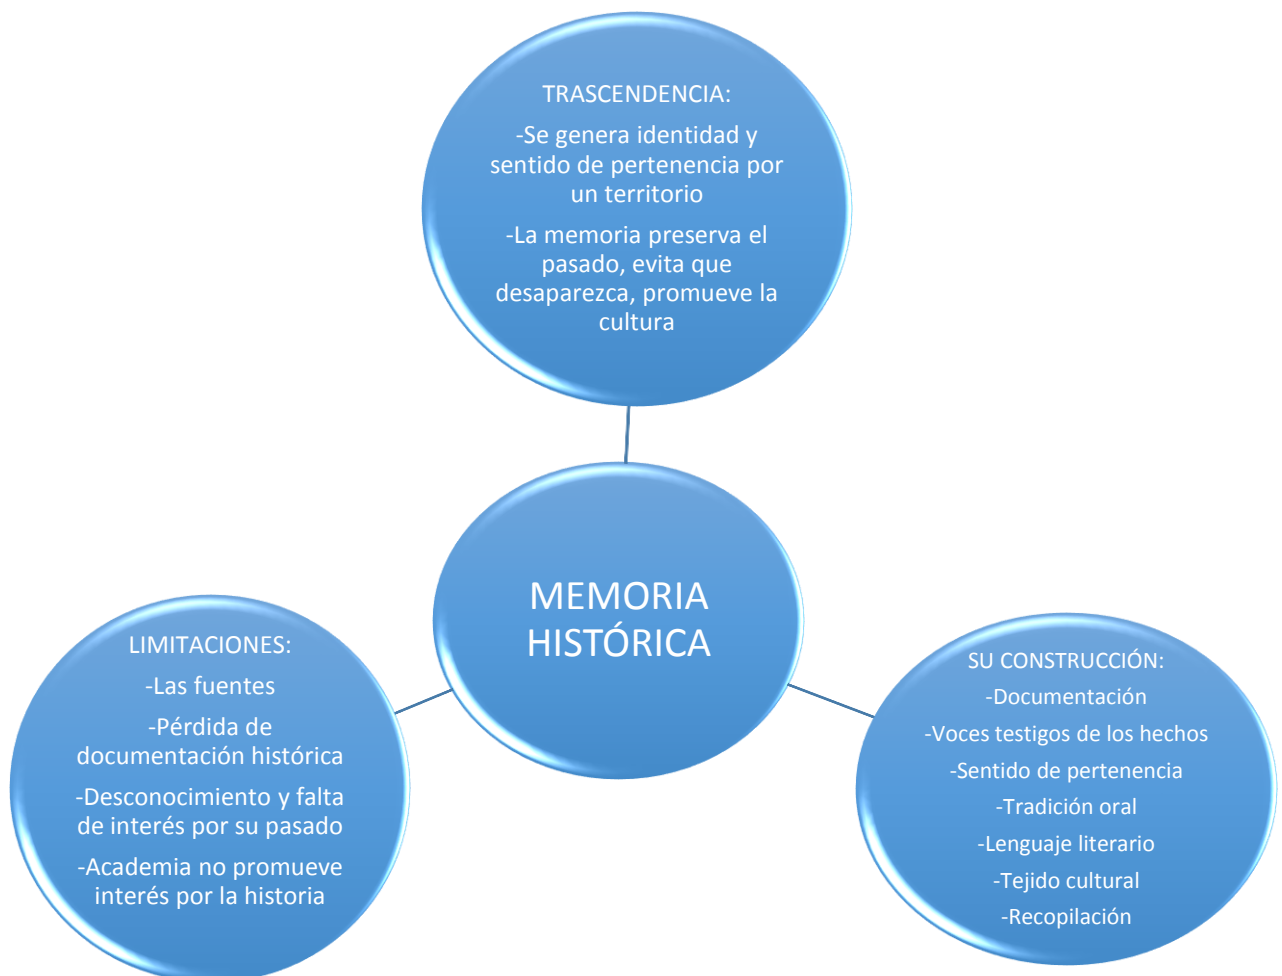 TRASCENDENCIA:
-Se genera identidad y
sentido de pertenencia por
un territorio
-La memoria preserva el
pasado, evita que
desaparezca, promueve la
cultura
MEMORIA
HISTÓRICA
LIMITACIONES:
-Las fuentes
-Pérdida de
documentación histórica
-Desconocimiento y falta
de interés por su pasado
-Academia no promueve
interés por la historia
SU CONSTRUCCIÓN:
-Documentación
-Voces testigos de los hechos
-Sentido de pertenencia
-Tradición oral
-Lenguaje literario
-Tejido cultural
-Recopilación